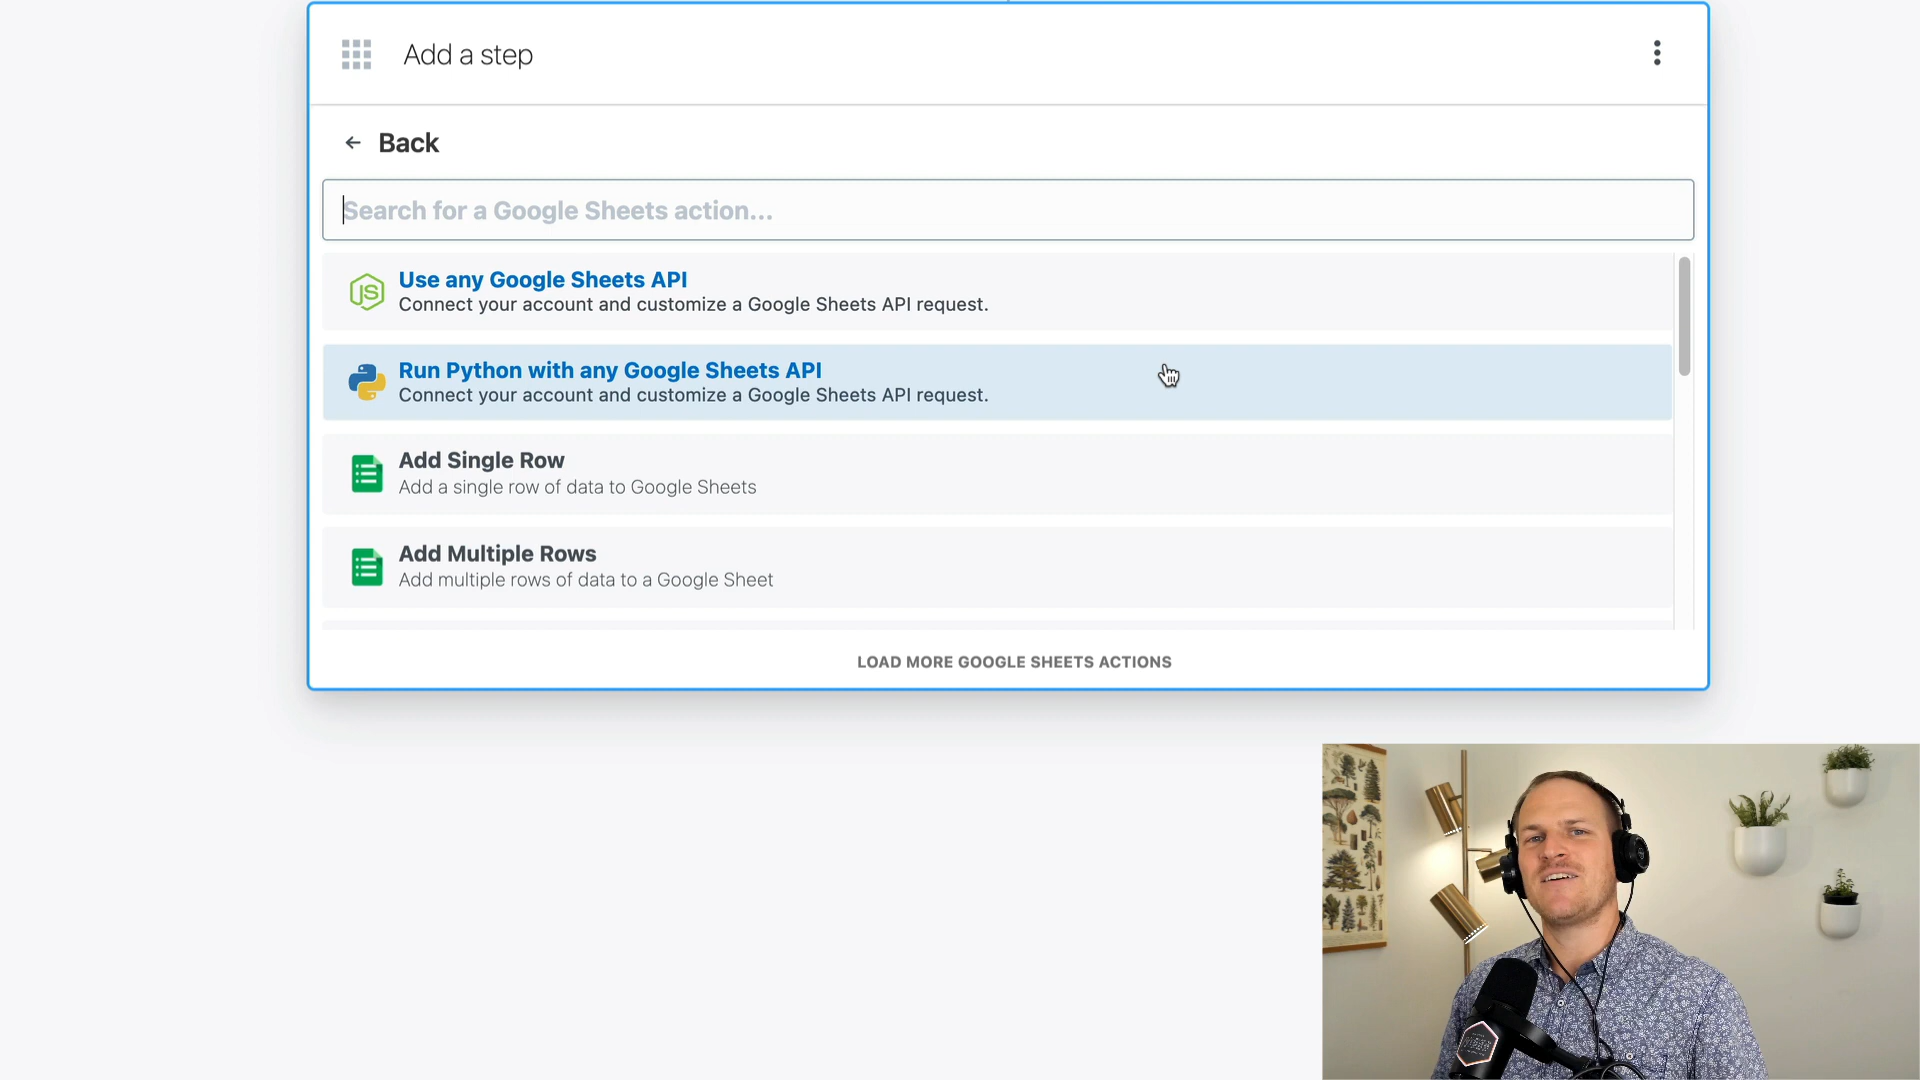 Add a step
Back
Search for a Google Sheets action...
JS
Use any Google Sheets API
Connect your account and customize a Google Sheets API request.
Run Python with any Google Sheets API
Connect your account and customize a Google Sheets API request.
Add Single Row
Add a single row of data to Google Sheets
Add Multiple Rows
Add multiple rows of data to a Google Sheet
LOAD MORE GOOGLE SHEETS ACTIONS